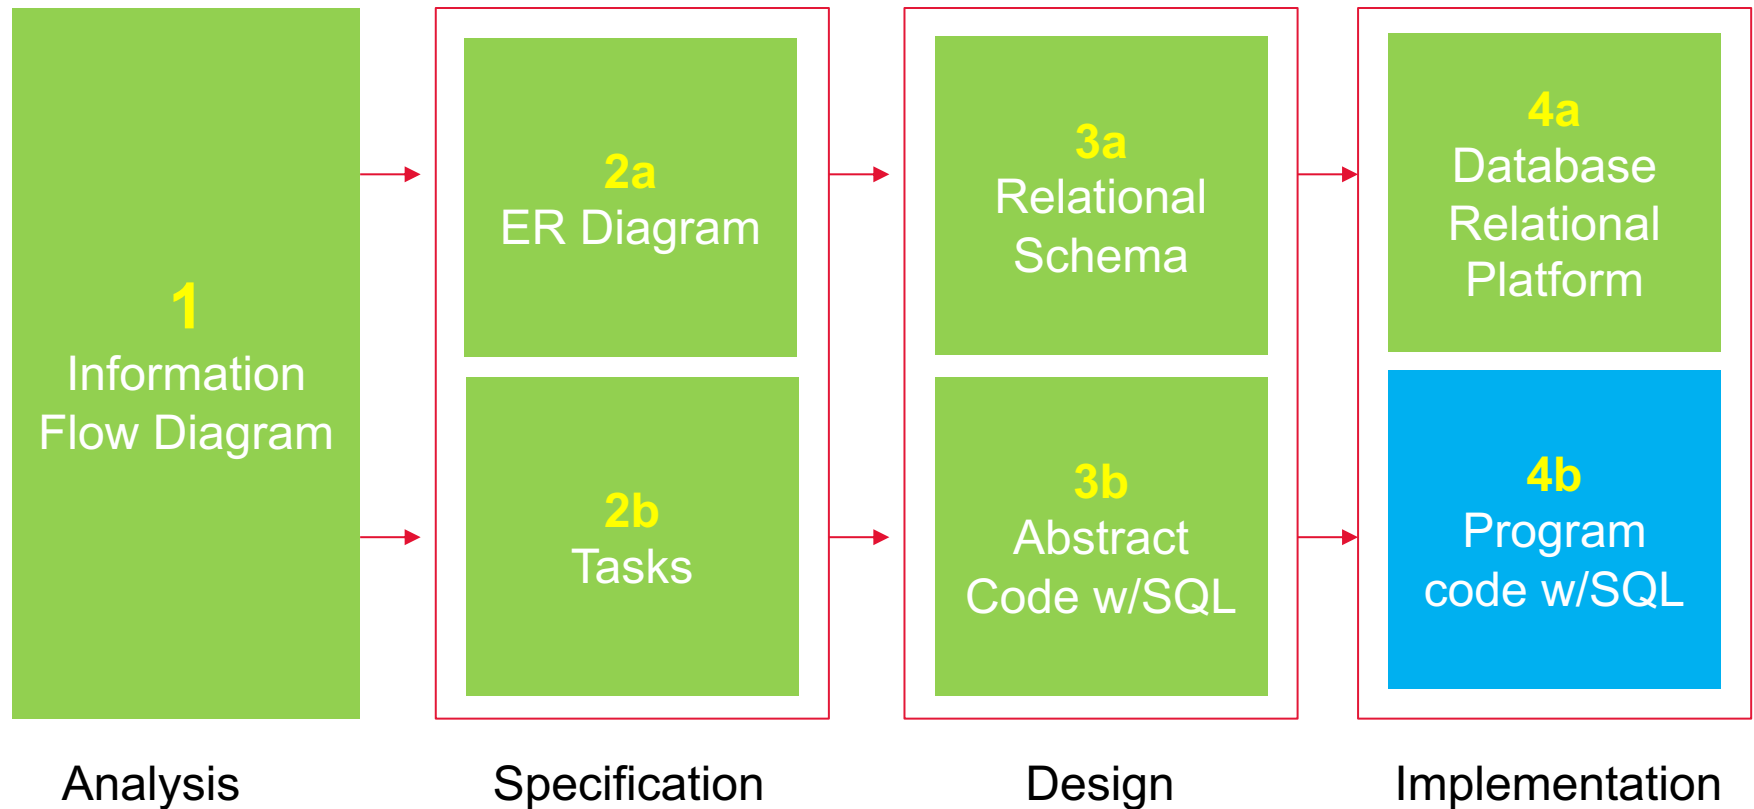 1
Information
Flow Diagram
2a
ER Diagram
2b
Tasks
3a
Relational
Schema
3b
Abstract
Code w/SQL
4a
Database
Relational
Platform
4b
Program
code w/SQL
Analysis
Specification
Design
Implementation